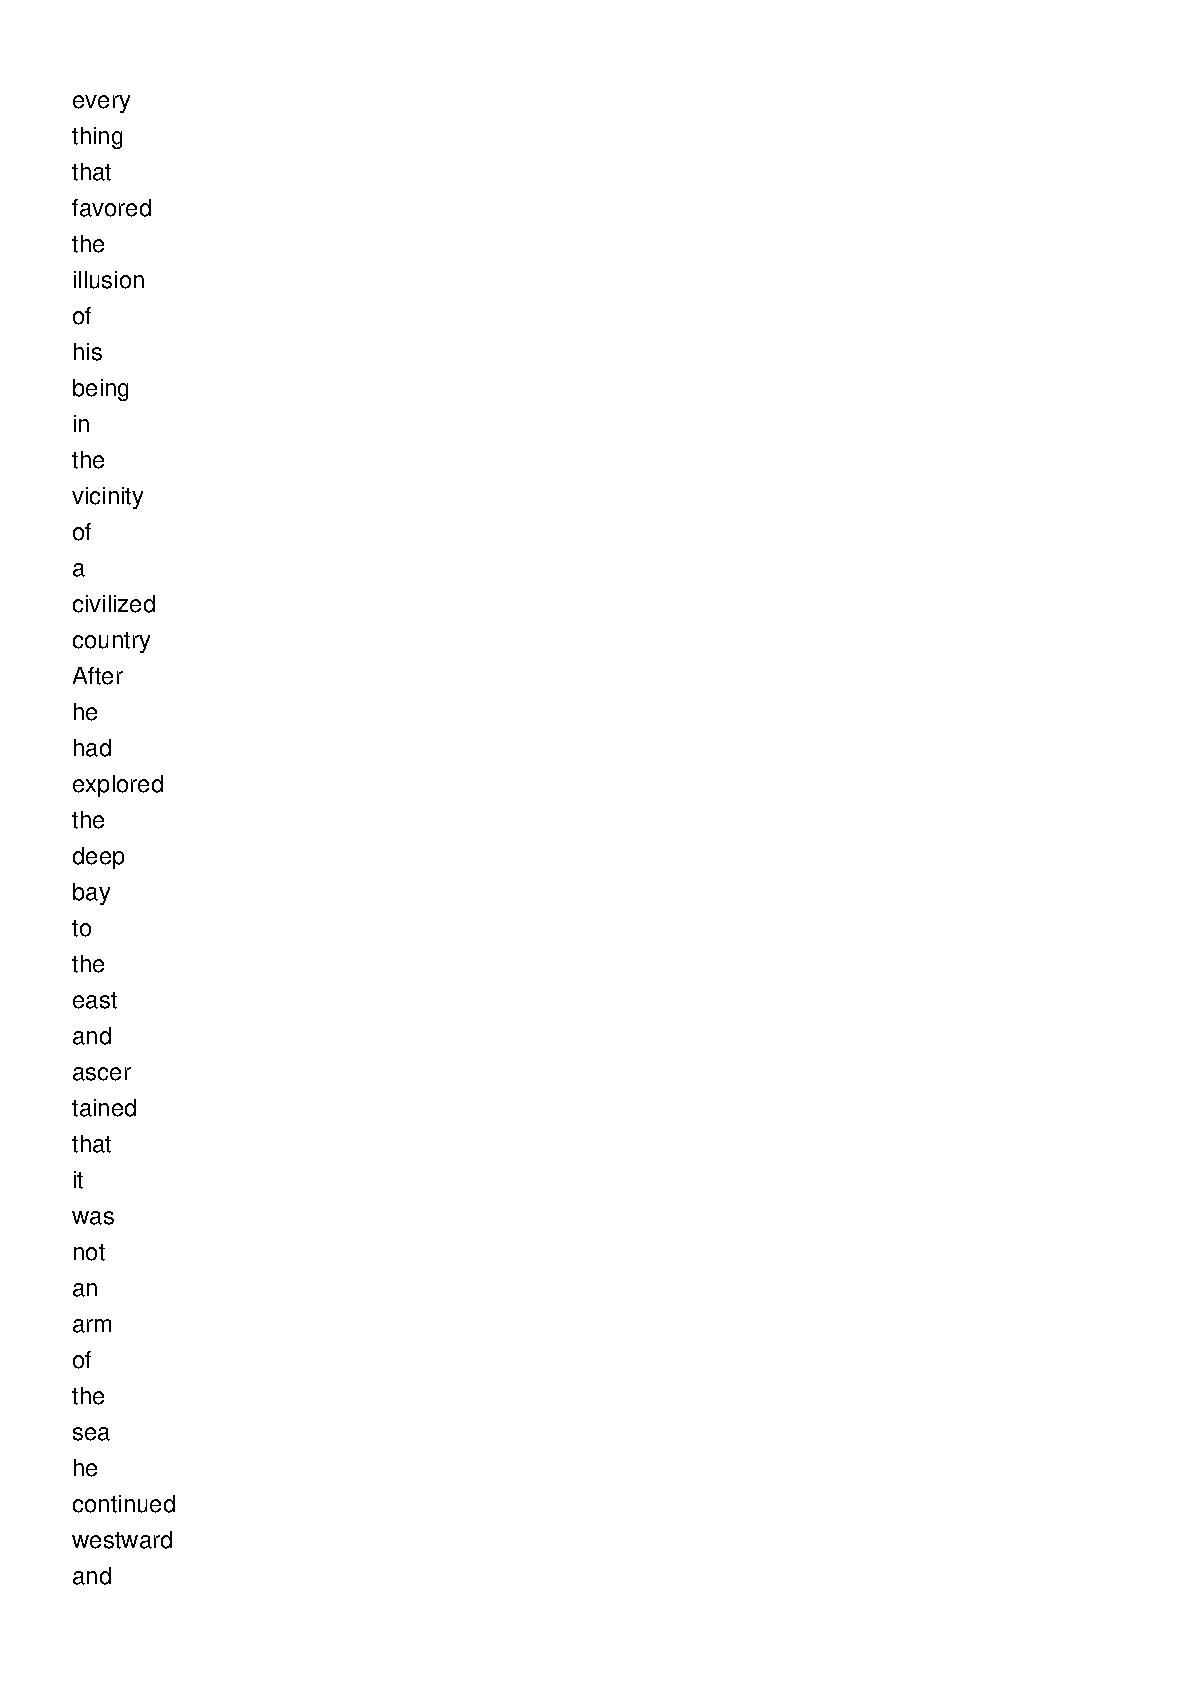 every
thing
that
favored
the
illusion
of
his
being
in
the
vicinity
of
a
civilized
country
After
he
had
explored
the
deep
bay
to
the
east
and
ascer
tained
that
it
was
not
an
arm
of
the
sea
he
continued
westward
and